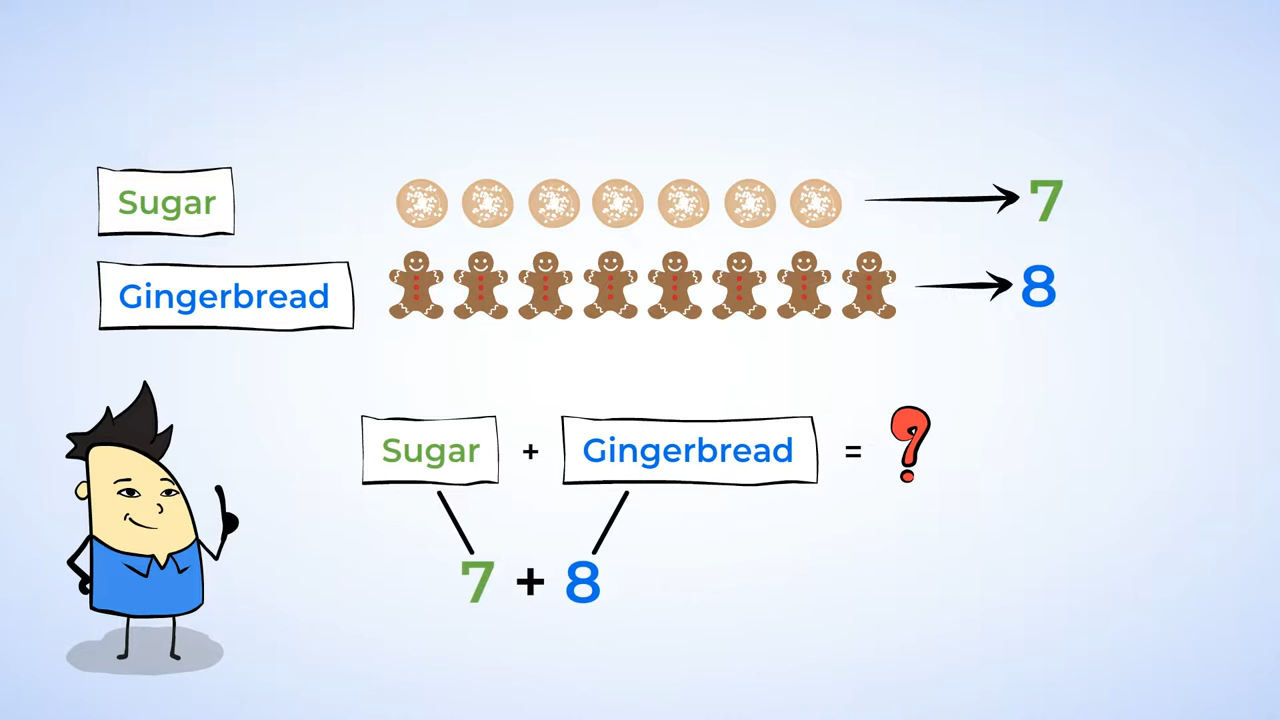 Sugar 7
Gingerbread 8
Sugar + Gingerbread = ?
7 + 8